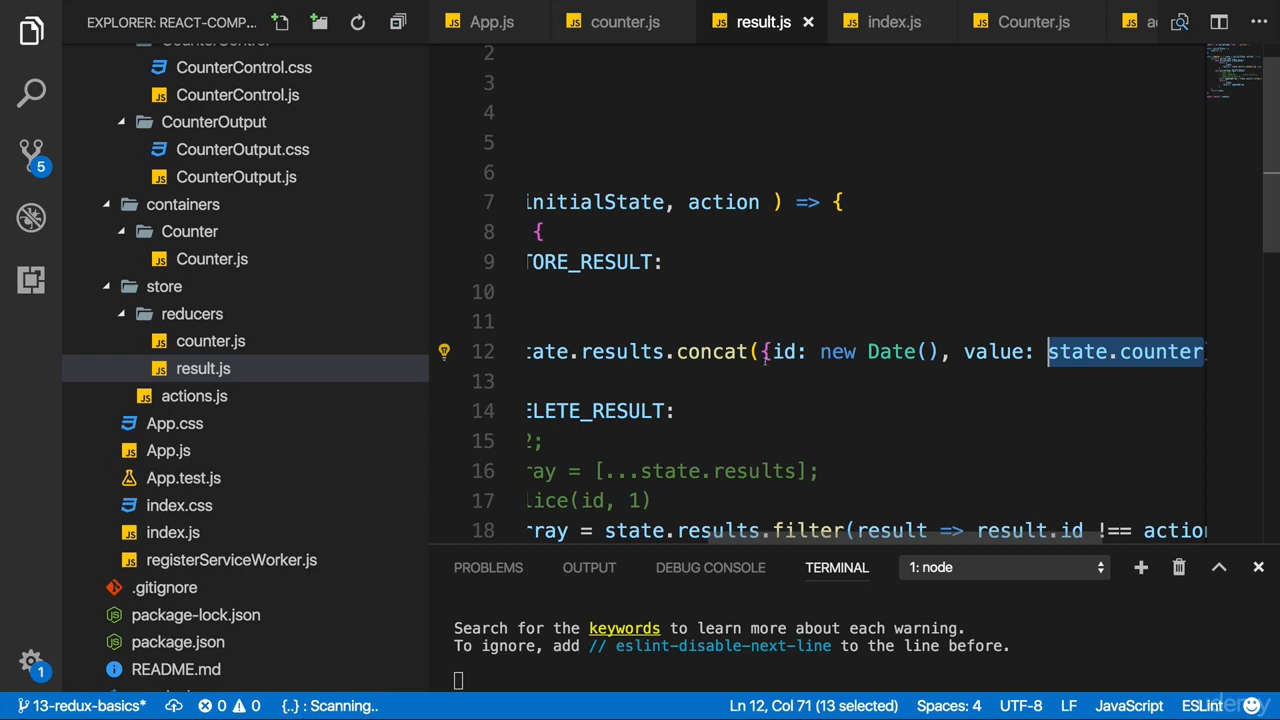 EXPLORER: REACT-COMP...
App.js
counter.js
result.js
index.js
Counter.js
CounterControl
CounterControl.css
CounterControl.js
CounterOutput
CounterOutput.css
CounterOutput.js
containers
Counter
Counter.js
store
reducers
counter.js
result.js
actions.js
App.css
App.js
App.test.js
index.css
index.js
registerServiceWorker.js
.gitignore
package-lock.json
package.json
README.md
5
1
2
3
4
5
6
7 initialState, action ) => {
8 {
9 TORE_RESULT:
10
11
12 tate.results.concat({id: new Date(), value: state.counter
13
14 ELETE_RESULT:
15 2;
16 ray = [...state.results];
17 lice(id, 1)
18 rray = state.results.filter(result => result.id !== action
PROBLEMS OUTPUT DEBUG CONSOLE TERMINAL 1: node
Search for the keywords to learn more about each warning.
To ignore, add // eslint-disable-next-line to the line before.
13-redux-basics* 0 0 {..} : Scanning.. Ln 12, Col 71 (13 selected) Spaces: 4 UTF-8 LF JavaScript ESLint
udemy